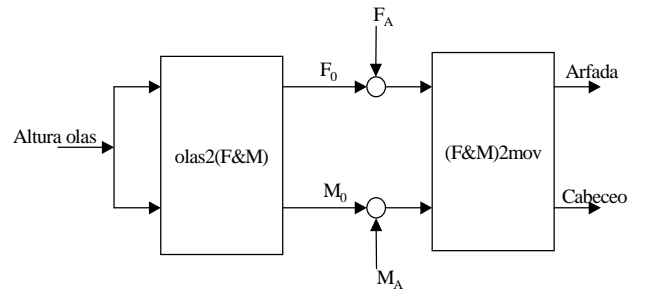 F_A
F_0
Arfada
Altura olas
olas2(F&M)
(F&M)2mov
M_0
Cabeceo
M_A